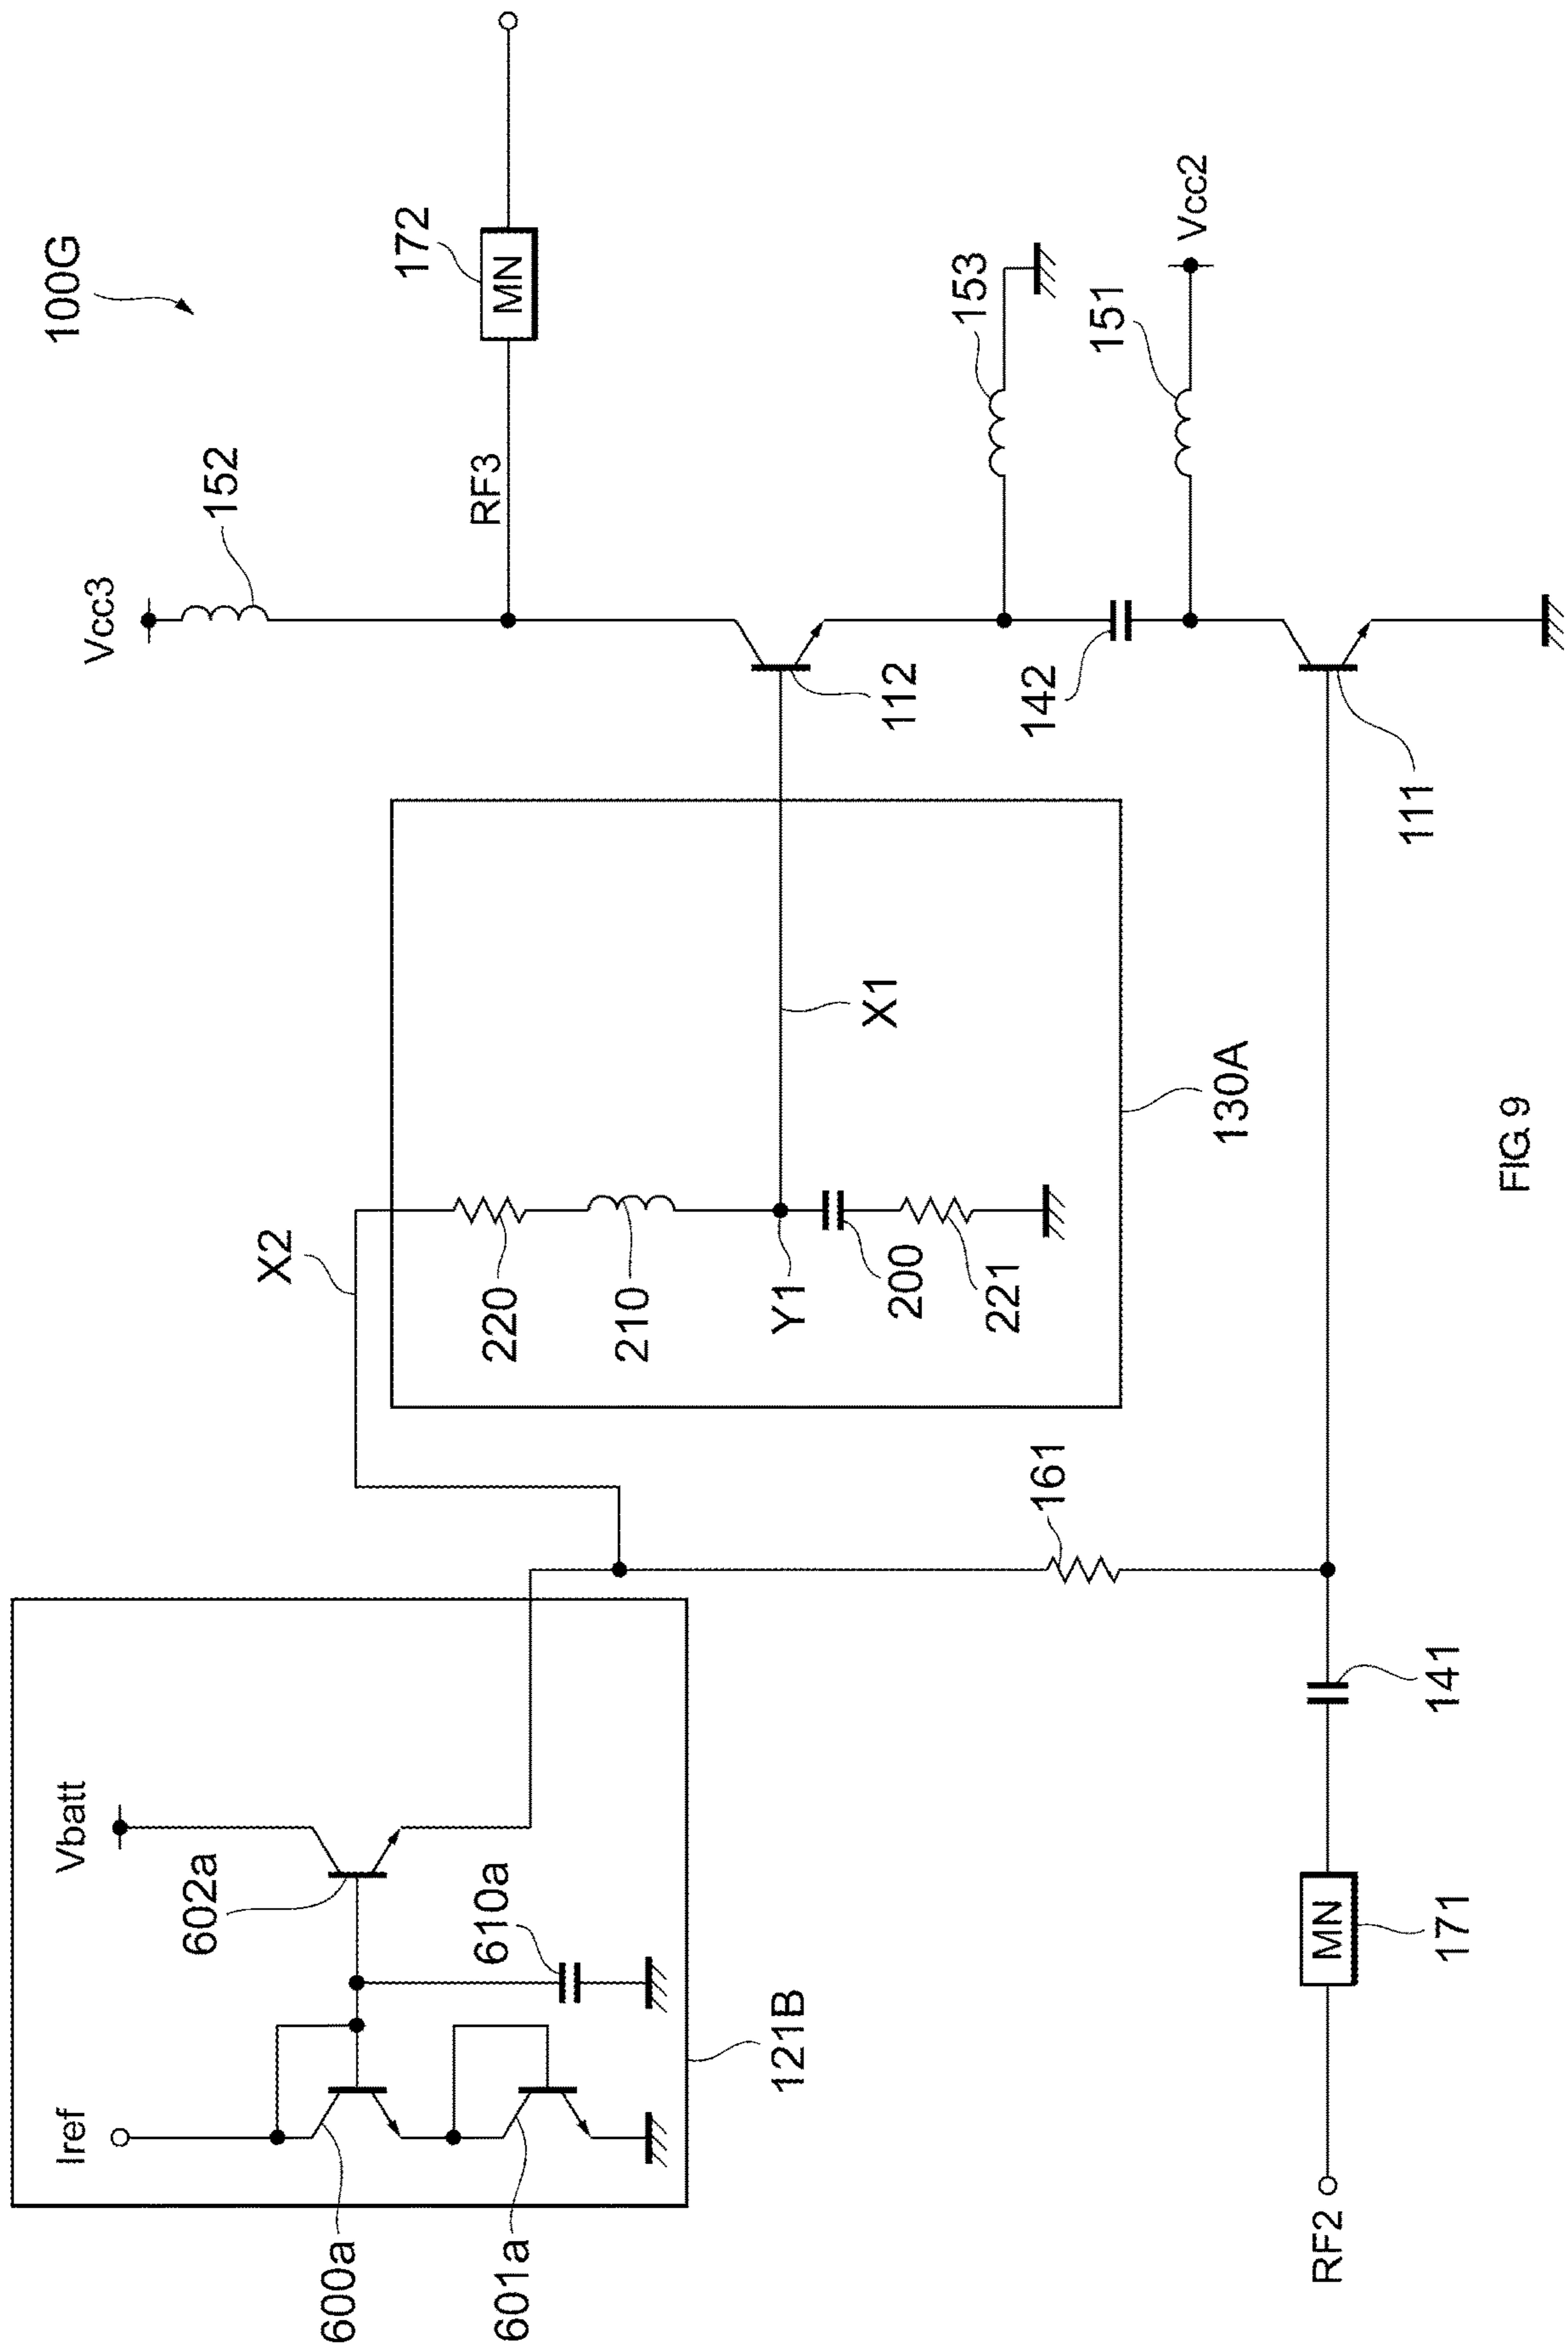 100G
Vcc3
152
RF3
172
MN
112
153
142
151
Vcc2
111
X2
220
210
Y1
200
221
X1
130A
161
Iref
Vbatt
602a
610a
600a
601a
121B
RF2
MN
171
141
FIG.9